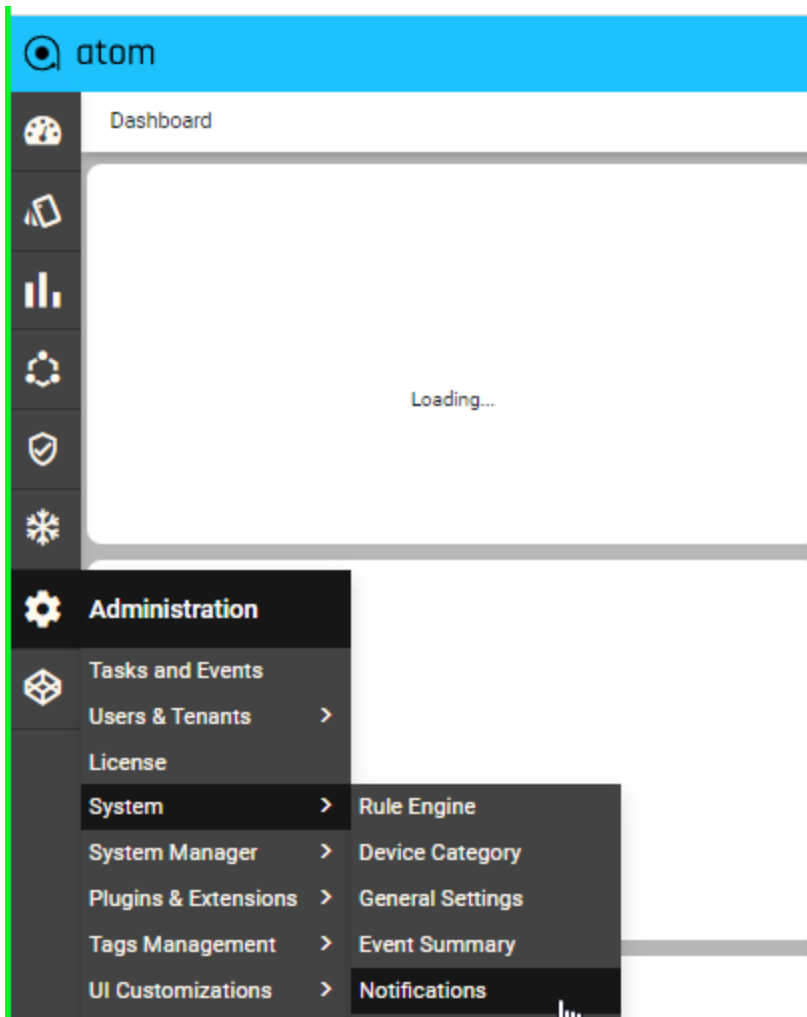 atom
Dashboard
Loading...
Administration
Tasks and Events
Users & Tenants >
License
System > Rule Engine
System Manager > Device Category
Plugins & Extensions > General Settings
Tags Management > Event Summary
UI Customizations > Notifications